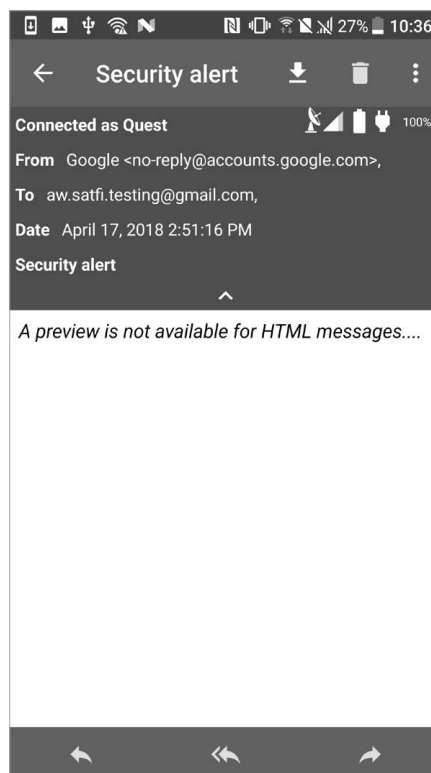 27% 10:36
Security alert
Connected as Quest 100%
From Google <no-reply@accounts.google.com>,
To aw.satfi.testing@gmail.com,
Date April 17, 2018 2:51:16 PM
Security alert
A preview is not available for HTML messages....